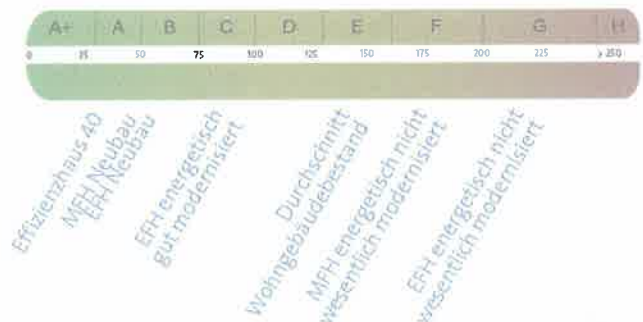 A+ A B C D E F G H
0 25 50 75 100 125 150 175 200 225 > 250
Effizienzhaus 40
MFH Neubau
EFH Neubau
EFH energetisch
gut modernisiert
Durchschnitt
Wohngebäudebestand
MFH energetisch nicht
wesentlich modernisiert
EFH energetisch nicht
wesentlich modernisiert